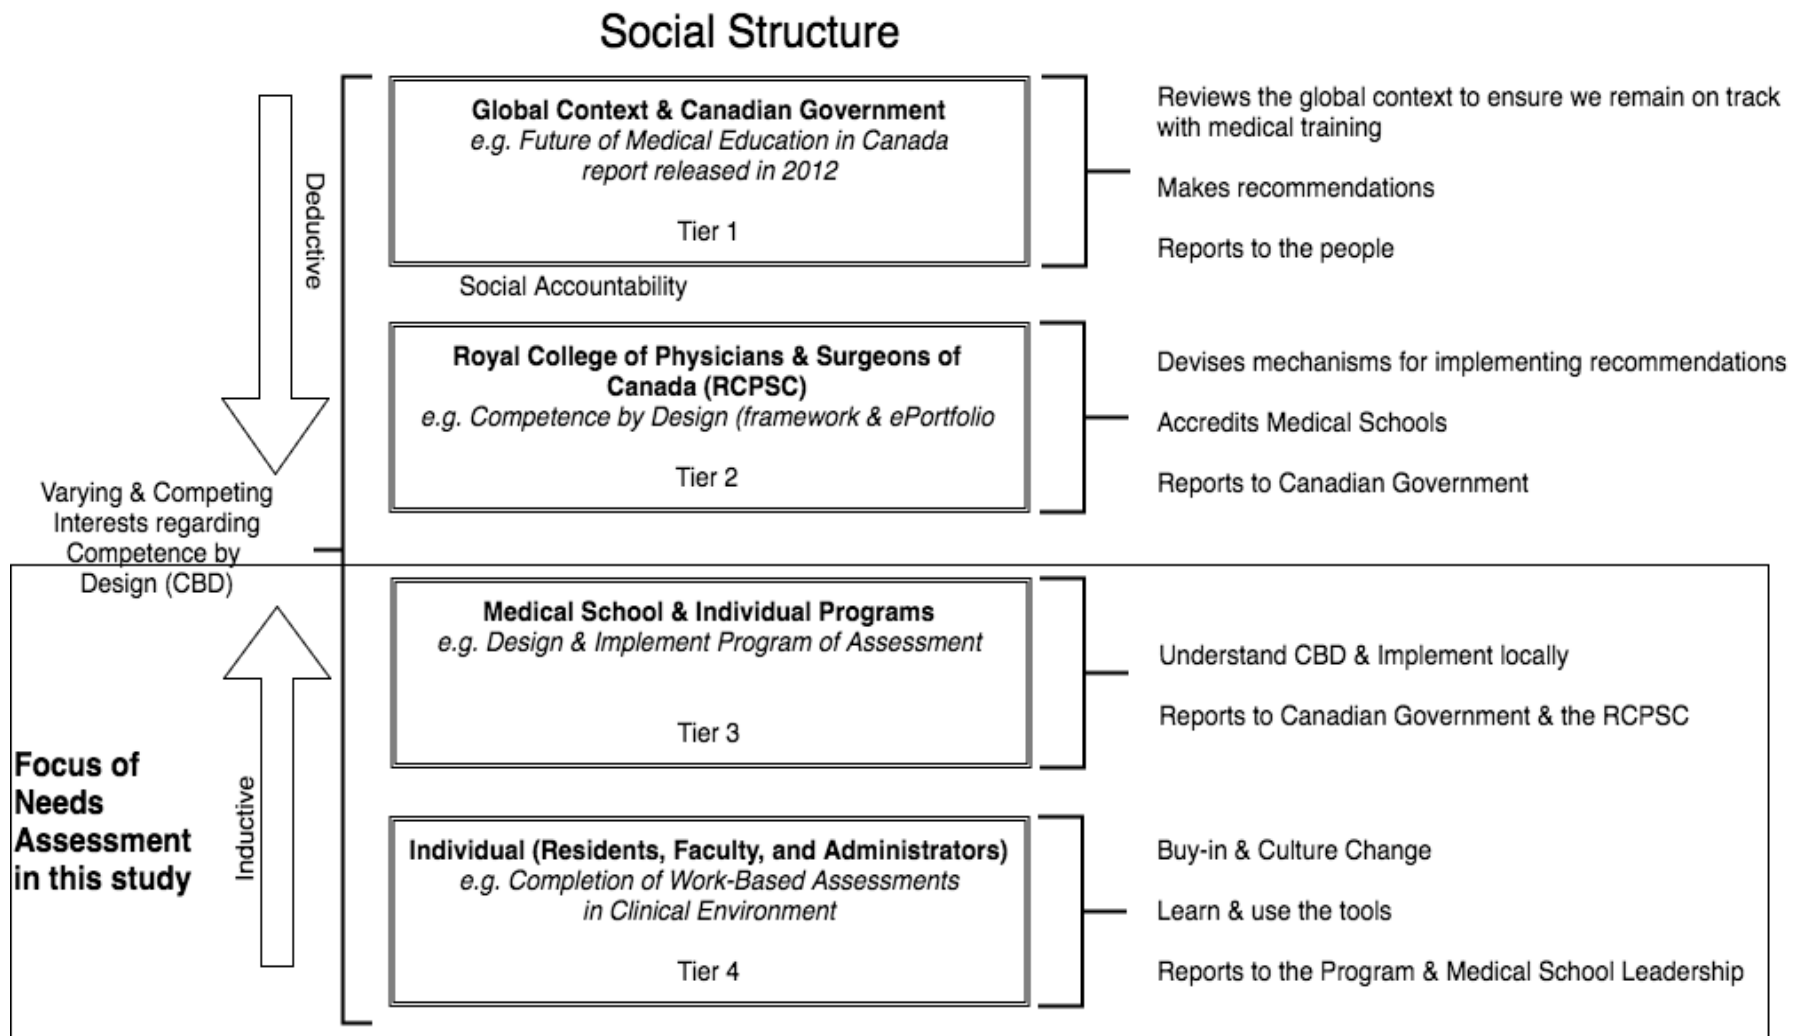 Social Structure
Global Context & Canadian Government
e.g. Future of Medical Education in Canada
report released in 2012
Tier 1
Reviews the global context to ensure we remain on track
with medical training
Makes recommendations
Reports to the people
Deductive
Social Accountability
Royal College of Physicians & Surgeons of
Canada (RCPSC)
e.g. Competence by Design (framework & ePortfolio
Tier 2
Devises mechanisms for implementing recommendations
Accredits Medical Schools
Reports to Canadian Government
Varying & Competing
Interests regarding
Competence by
Design (CBD)
Medical School & Individual Programs
e.g. Design & Implement Program of Assessment
Tier 3
Understand CBD & Implement locally
Reports to Canadian Government & the RCPSC
Focus of
Needs
Assessment
in this study
Inductive
Individual (Residents, Faculty, and Administrators)
e.g. Completion of Work-Based Assessments
in Clinical Environment
Tier 4
Buy-in & Culture Change
Learn & use the tools
Reports to the Program & Medical School Leadership